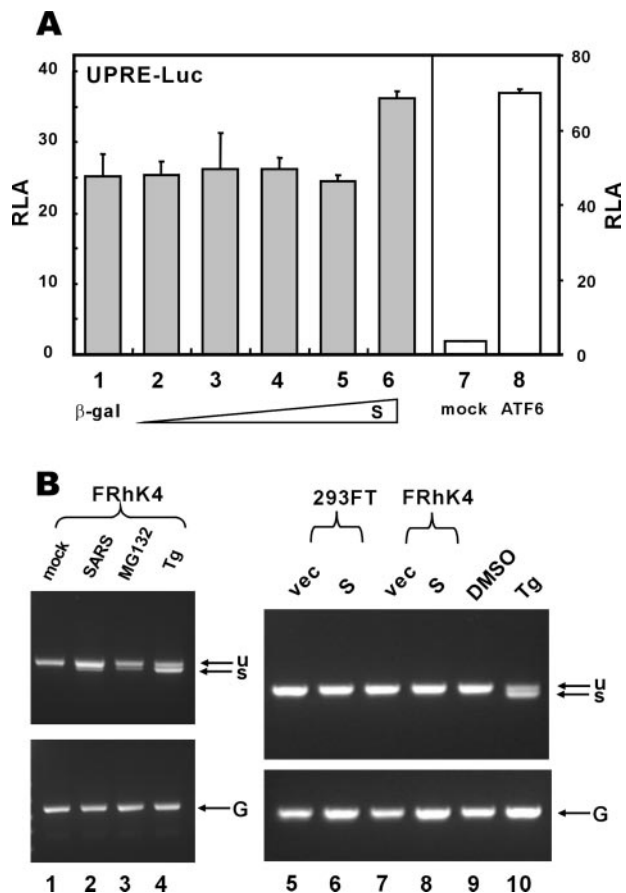 A
UPRE-Luc
40 30 20 10 0
RLA
80 60 40 20 0
RLA
1 2 3 4 5 6 7 8
β-gal S mock ATF6
B
FRhK4
mock SARS MG132 Tg
u
s
G
1 2 3 4
293FT FRhK4
vec S vec S DMSO Tg
u
s
G
5 6 7 8 9 10